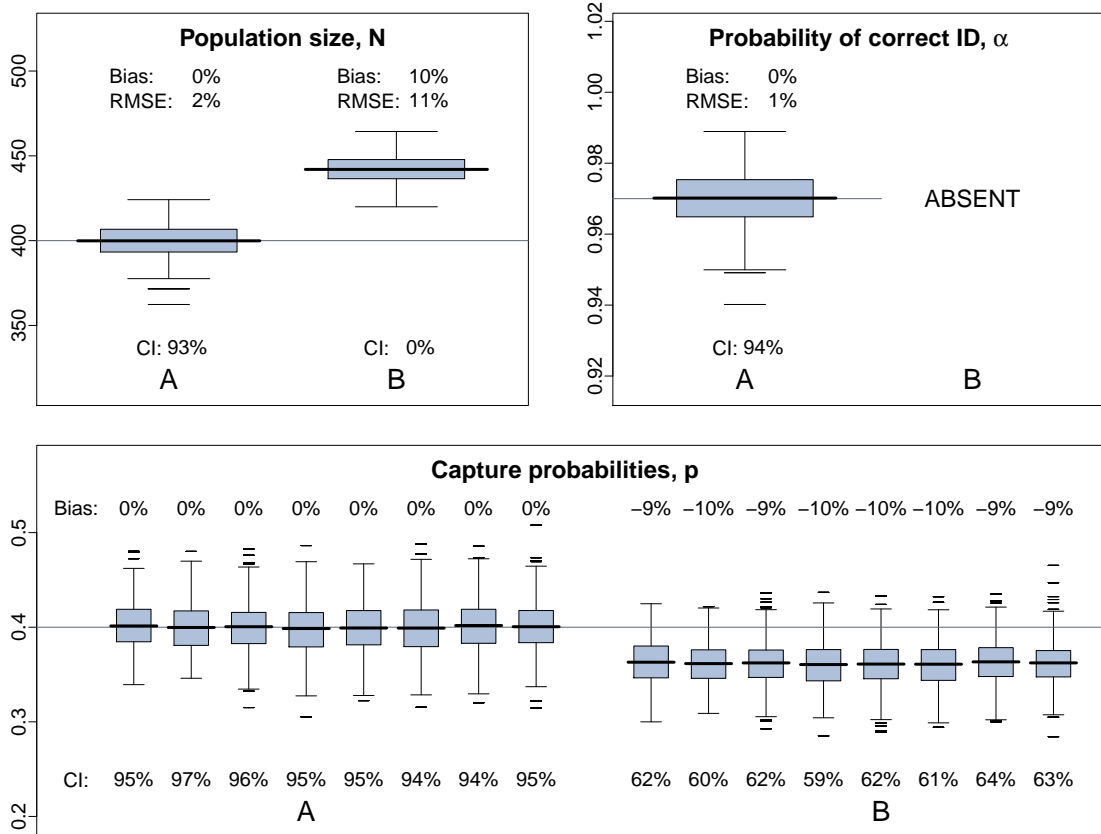 Population size, N
Bias: 0% 10%
RMSE: 2% 11%
500
450
400
350
CI: 93% CI: 0%
A B
Probability of correct ID, α
Bias: 0%
RMSE: 1%
1.02
1.00
0.98
0.96
0.94
0.92
ABSENT
CI: 94%
A B
Capture probabilities, p
Bias: 0% 0% 0% 0% 0% 0% 0% 0% −9% −10% −9% −10% −10% −10% −9% −9%
0.5
0.4
0.3
0.2
CI: 95% 97% 96% 95% 95% 94% 94% 95% 62% 60% 62% 59% 62% 61% 64% 63%
A B